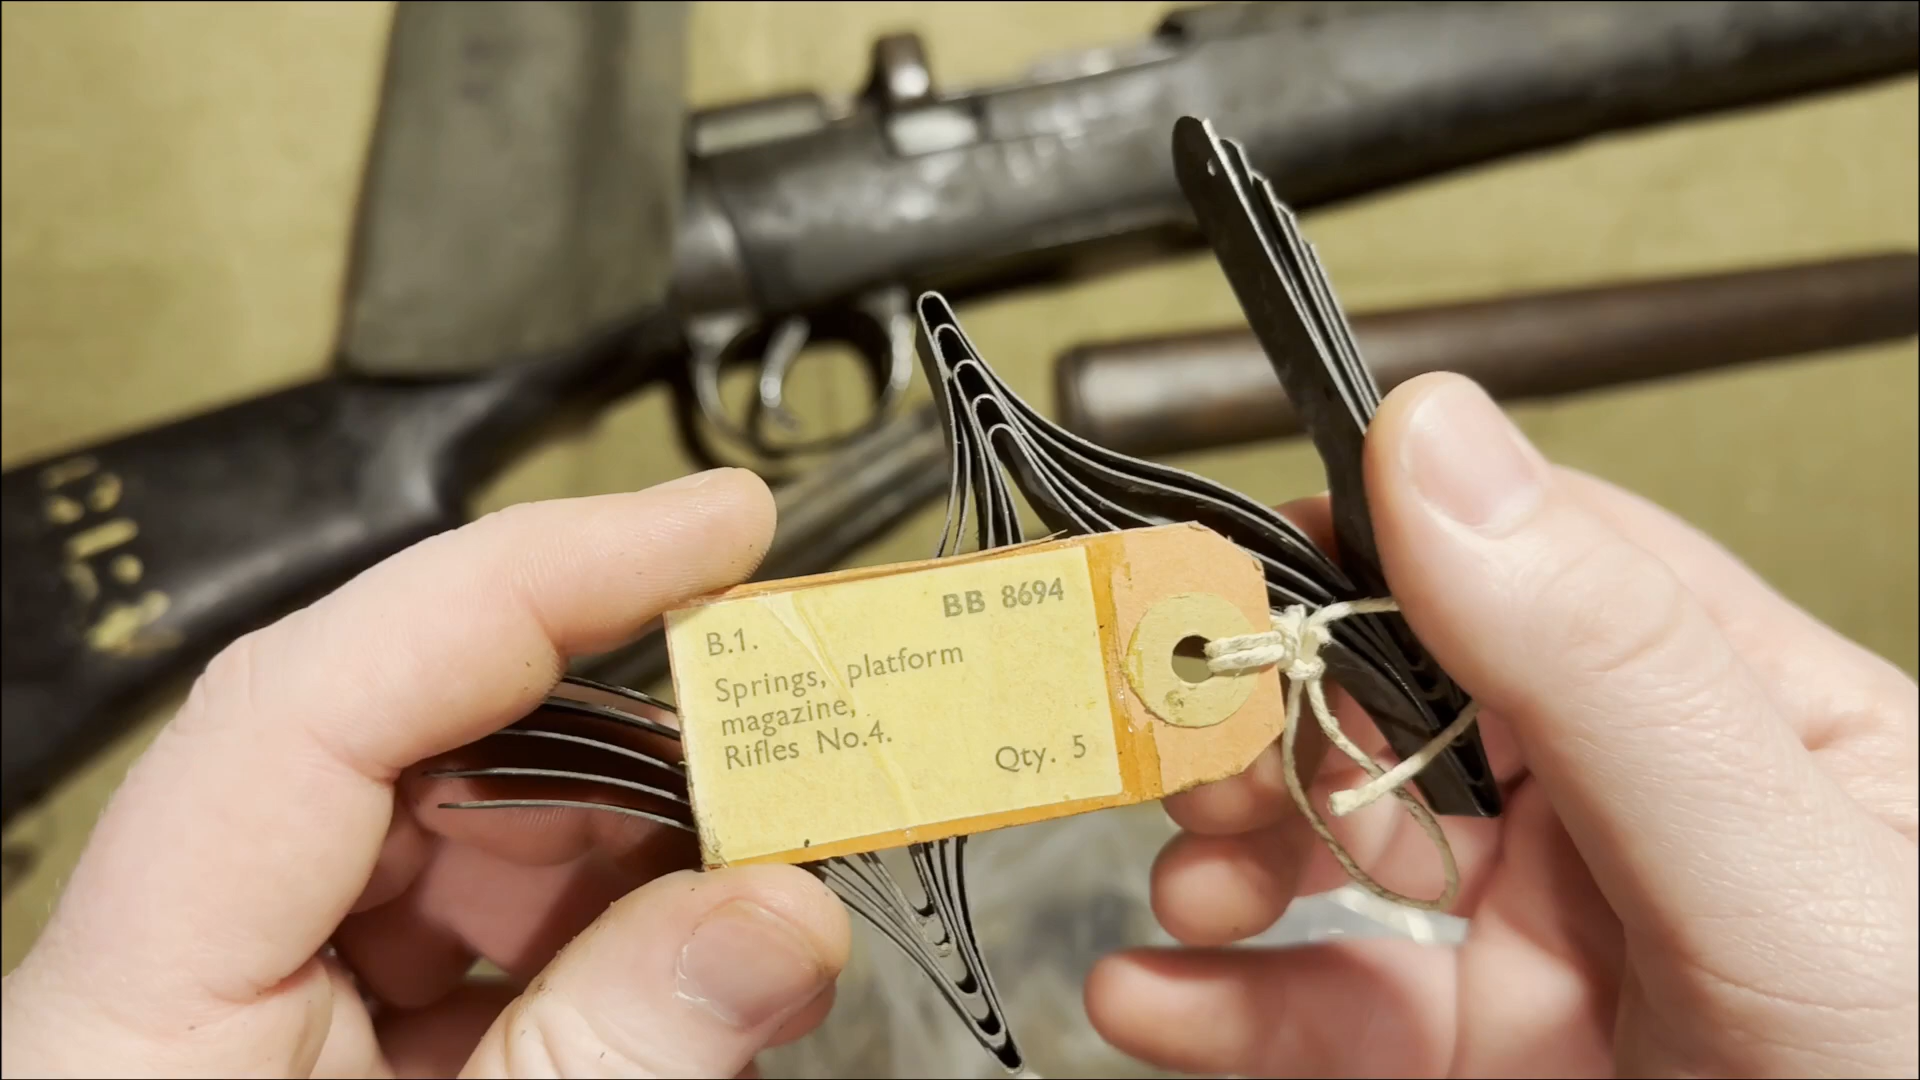 BB 8694
B.1.
Springs, platform
magazine,
Rifles No.4.
Qty. 5